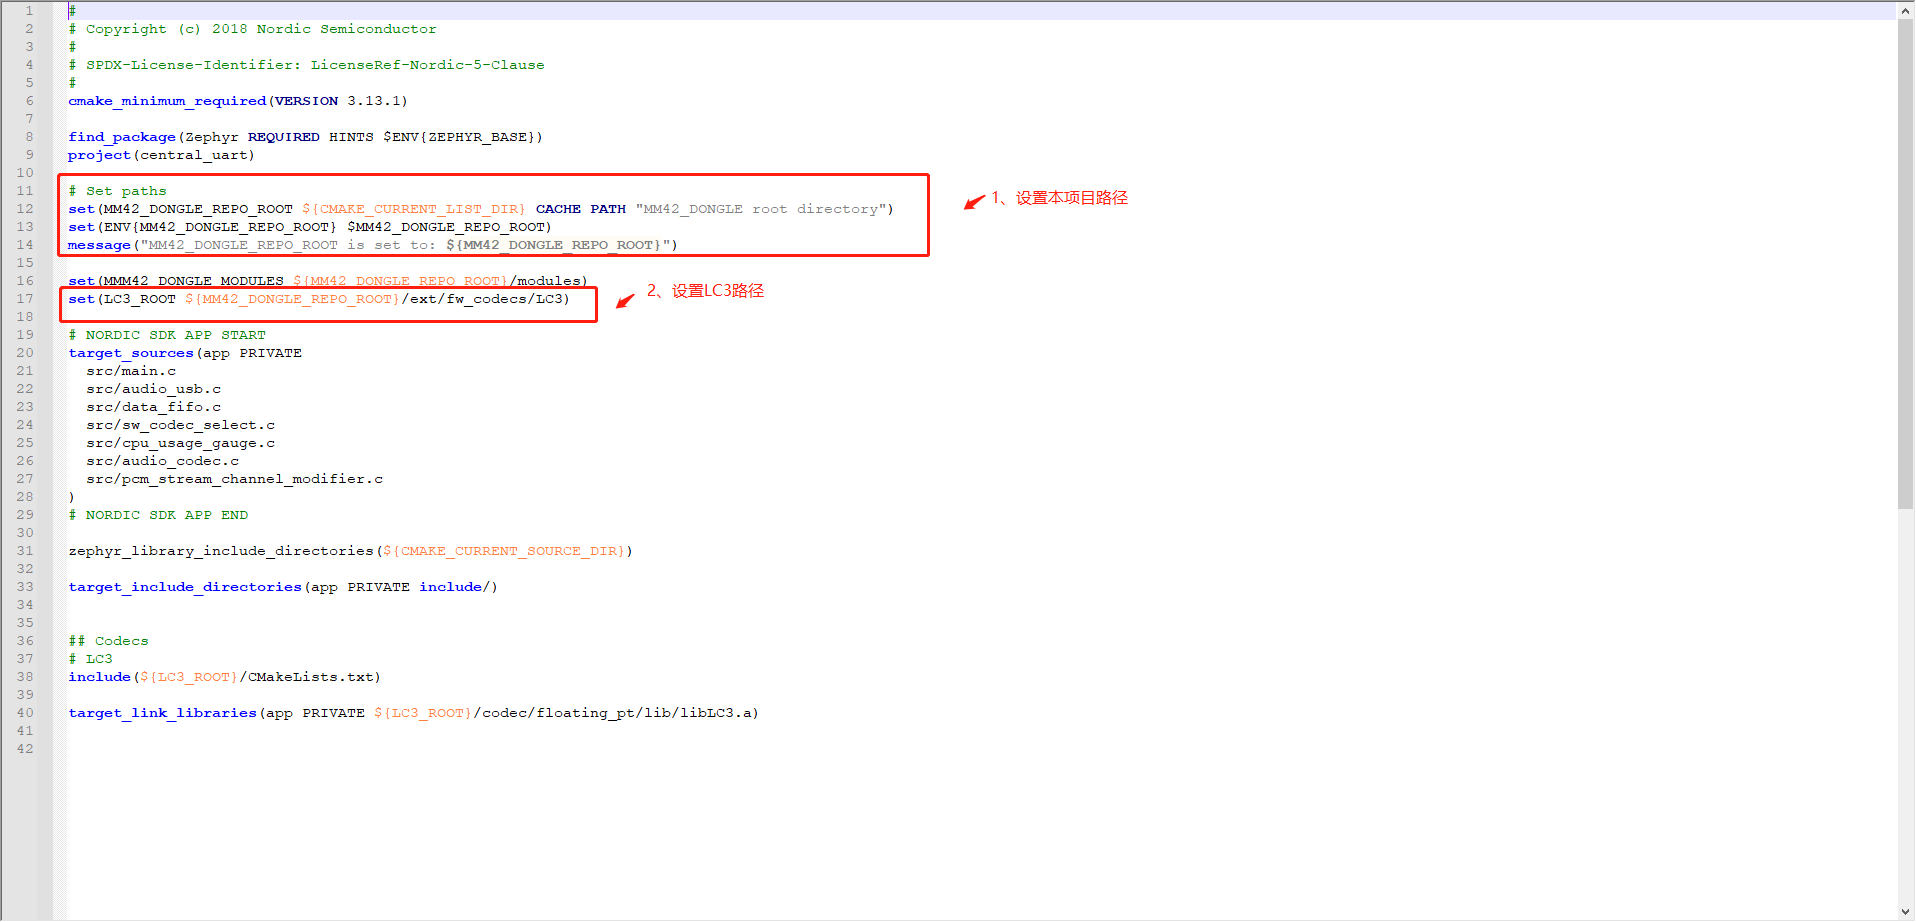 1 #
2 # Copyright (c) 2018 Nordic Semiconductor
3 #
4 # SPDX-License-Identifier: LicenseRef-Nordic-5-Clause
5 #
6 cmake_minimum_required(VERSION 3.13.1)
7
8 find_package(Zephyr REQUIRED HINTS $ENV{ZEPHYR_BASE})
9 project(central_uart)
10
11 # Set paths
12 set(MM42_DONGLE_REPO_ROOT ${CMAKE_CURRENT_LIST_DIR} CACHE PATH "MM42_DONGLE root directory")
1、设置本项目路径
13 set(ENV{MM42_DONGLE_REPO_ROOT} $MM42_DONGLE_REPO_ROOT)
14 message("MM42_DONGLE_REPO_ROOT is set to: ${MM42_DONGLE_REPO_ROOT}")
15
16 set(MMM42_DONGLE_MODULES ${MM42_DONGLE_REPO_ROOT}/modules)
2、设置LC3路径
17 set(LC3_ROOT ${MM42_DONGLE_REPO_ROOT}/ext/fw_codecs/LC3)
18
19 # NORDIC SDK APP START
20 target_sources(app PRIVATE
21 src/main.c
22 src/audio_usb.c
23 src/data_fifo.c
24 src/sw_codec_select.c
25 src/cpu_usage_gauge.c
26 src/audio_codec.c
27 src/pcm_stream_channel_modifier.c
28 )
29 # NORDIC SDK APP END
30
31 zephyr_library_include_directories(${CMAKE_CURRENT_SOURCE_DIR})
32
33 target_include_directories(app PRIVATE include/)
34
35
36 ## Codecs
37 # LC3
38 include(${LC3_ROOT}/CMakeLists.txt)
39
40 target_link_libraries(app PRIVATE ${LC3_ROOT}/codec/floating_pt/lib/libLC3.a)
41
42